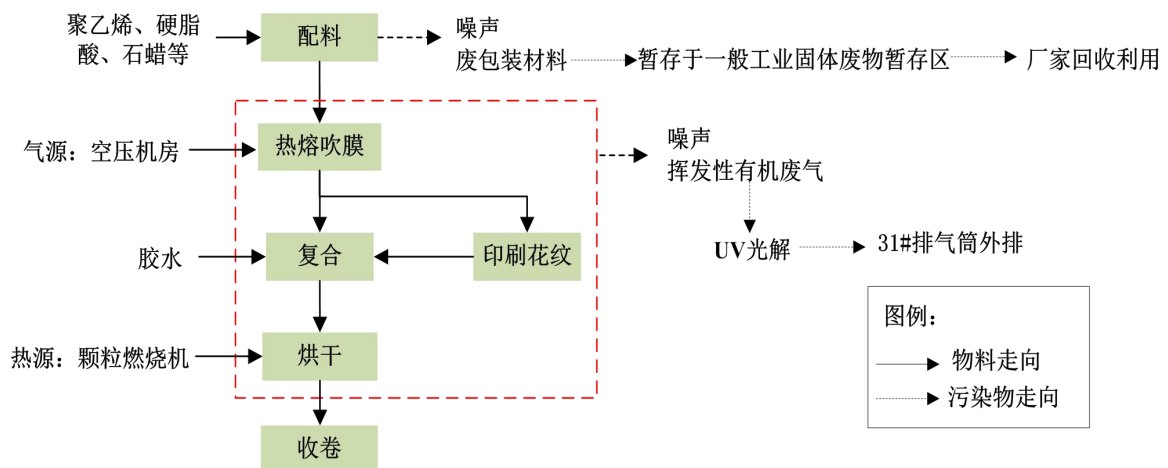 聚乙烯、硬脂
酸、石蜡等
配料
噪声
废包装材料
暂存于一般工业固体废物暂存区
厂家回收利用
气源：空压机房
热熔吹膜
噪声
挥发性有机废气
胶水
复合
印刷花纹
UV光解
31#排气筒外排
热源：颗粒燃烧机
烘干
收卷
图例：
物料走向
污染物走向